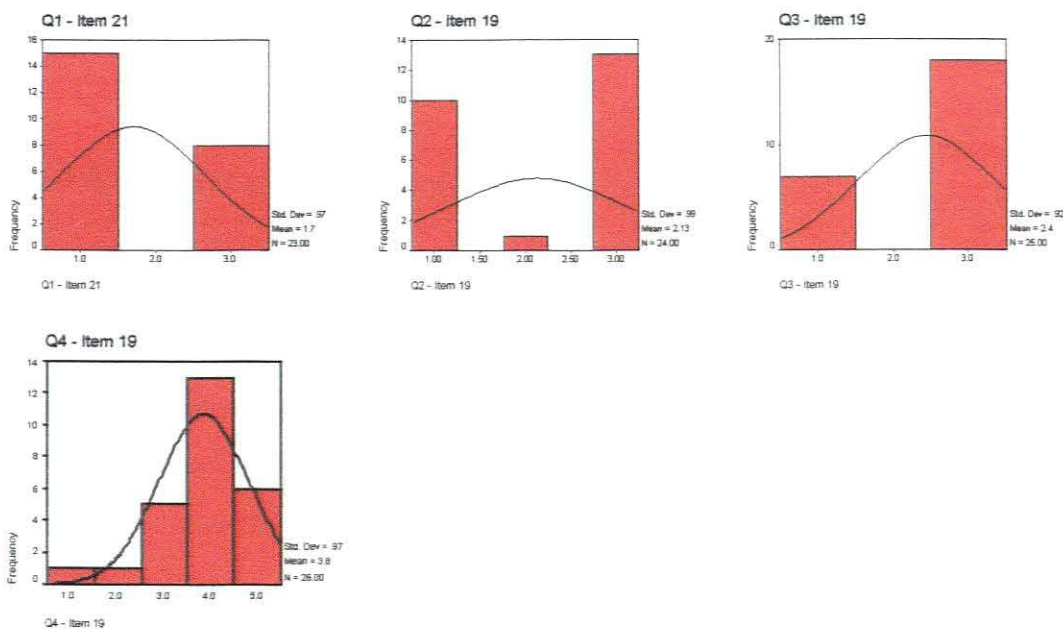 Q1 - Item 21
16
14
12
10
8
6
4
2
0
Frequency
1.0 2.0 3.0
Std. Dev = .97
Mean = 1.7
N = 23.00
Q1 - Item 21
Q2 - Item 19
14
12
10
8
6
4
2
0
Frequency
1.00 1.50 2.00 2.50 3.00
Std. Dev = .99
Mean = 2.13
N = 24.00
Q2 - Item 19
Q3 - Item 19
20
10
0
Frequency
1.0 2.0 3.0
Std. Dev = .92
Mean = 2.4
N = 25.00
Q3 - Item 19
Q4 - Item 19
14
12
10
8
6
4
2
0
Frequency
1.0 2.0 3.0 4.0 5.0
Std. Dev = .97
Mean = 3.8
N = 26.00
Q4 - Item 19